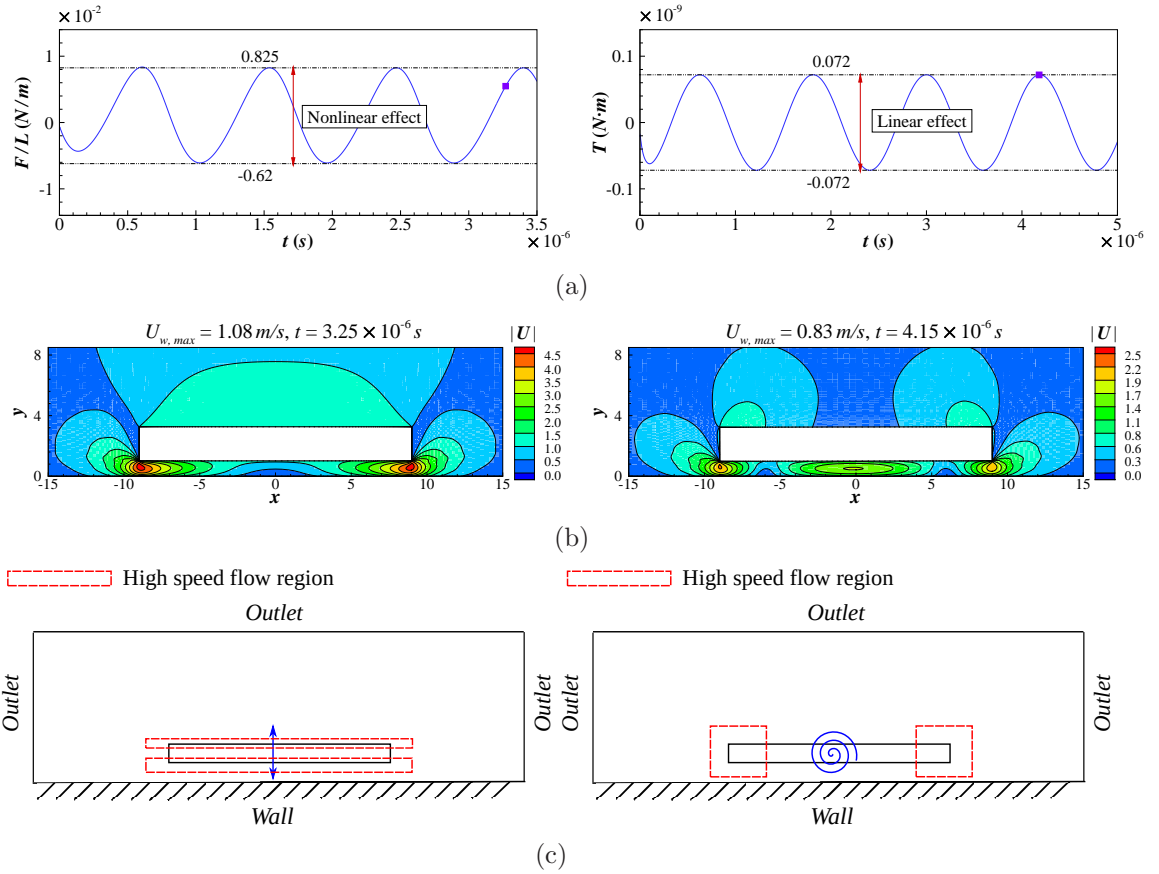 × 10⁻²
1
0
-1
F / L (N / m)
0.825
-0.62
Nonlinear effect
0 0.5 1 1.5 2 2.5 3 3.5
t (s)
× 10⁻⁶
× 10⁻⁹
0.1
0
-0.1
T (N·m)
0.072
-0.072
Linear effect
0 1 2 3 4 5
t (s)
× 10⁻⁶
(a)
U_{w, max} = 1.08 m/s, t = 3.25 × 10⁻⁶ s
|U|
4.5
4.0
3.5
3.0
2.5
2.0
1.5
1.0
0.5
0.0
8
4
0
y
-15 -10 -5 0 5 10 15
x
U_{w, max} = 0.83 m/s, t = 4.15 × 10⁻⁶ s
|U|
2.5
2.2
1.9
1.7
1.4
1.1
0.8
0.6
0.3
0.0
8
4
0
y
-15 -10 -5 0 5 10 15
x
(b)
High speed flow region
Outlet
Outlet
Outlet
Wall
High speed flow region
Outlet
Outlet
Outlet
Wall
(c)